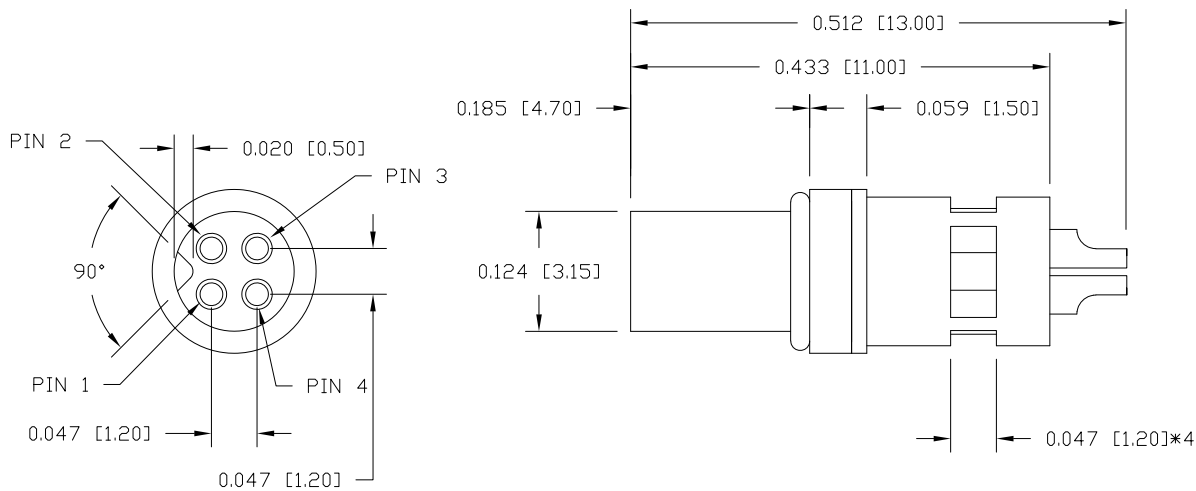 0.512 [13.00]
0.433 [11.00]
0.185 [4.70]
0.059 [1.50]
PIN 2
0.020 [0.50]
PIN 3
90°
0.124 [3.15]
PIN 1
PIN 4
0.047 [1.20]
0.047 [1.20]*4
0.047 [1.20]